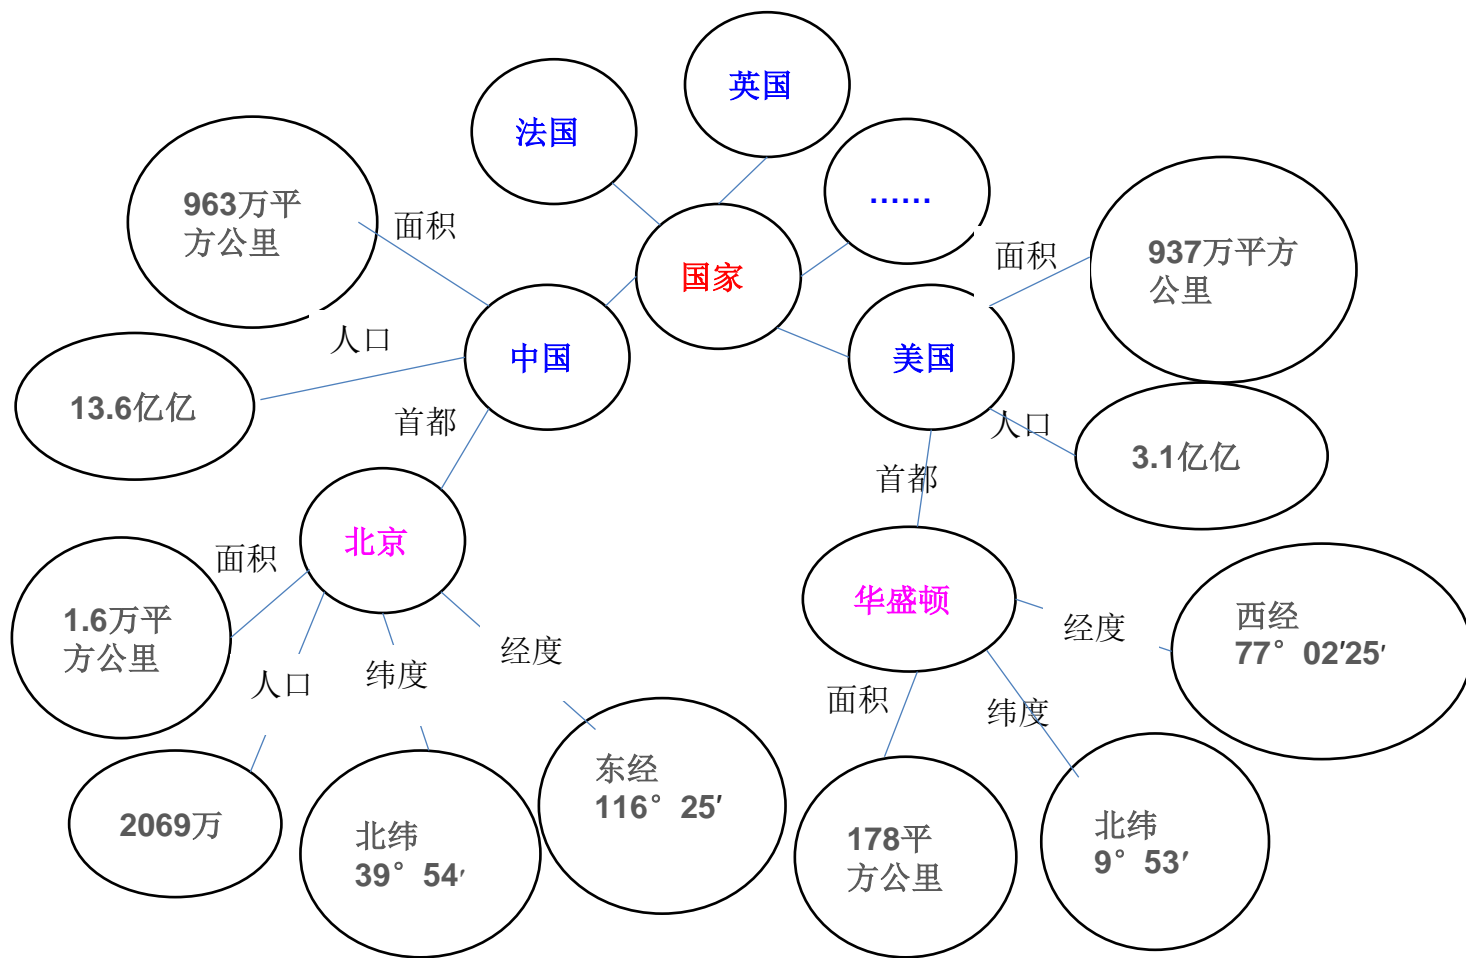 英国
法国
……
963万平
方公里
面积
面积
937万平方
公里
国家
人口
中国
美国
13.6亿亿
首都
人口
3.1亿亿
首都
北京
面积
华盛顿
1.6万平
方公里
经度
经度
西经
77° 02′25′
人口
纬度
面积
纬度
东经
116° 25′
2069万
北纬
39° 54′
178平
方公里
北纬
9° 53′